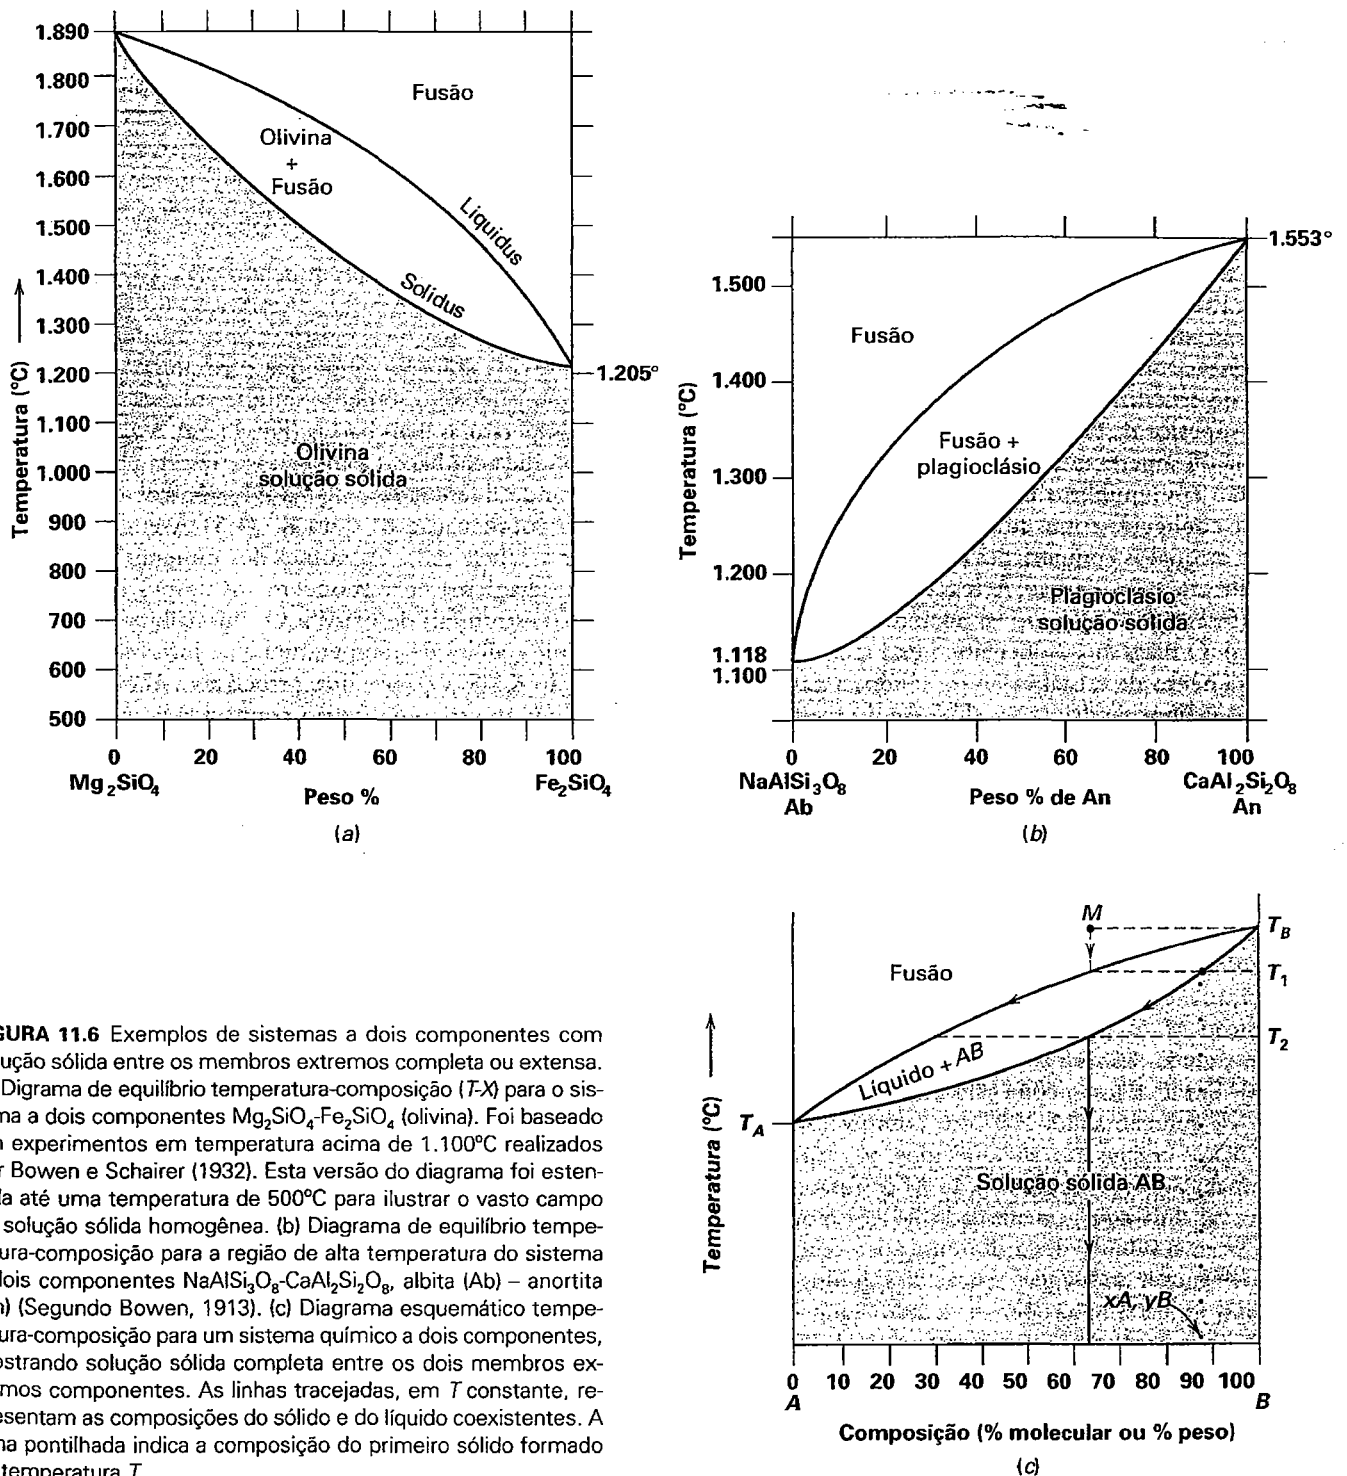 1.890
1.800
1.700
1.600
1.500
1.400
1.300
1.200
1.100
1.000
900
800
700
600
500
Temperatura (°C)
Fusão
Olivina
+
Fusão
Líquidus
Solídus
1.205°
Olivina
solução sólida
0 20 40 60 80 100
Mg₂SiO₄ Peso % Fe₂SiO₄
(a)
1.553°
1.500
1.400
1.300
1.200
1.118
1.100
Temperatura (°C)
Fusão
Fusão +
plagioclásio
Plagioclásio
solução sólida
0 20 40 60 80 100
NaAlSi₃O₈ Peso % de An CaAl₂Si₂O₈
Ab An
(b)
M
T_B
T₁
T₂
T_A
Fusão
Líquido + AB
Solução sólida AB
xA, yB
Temperatura (°C)
0 10 20 30 40 50 60 70 80 90 100
A B
Composição (% molecular ou % peso)
(c)
GURA 11.6 Exemplos de sistemas a dois componentes com
lução sólida entre os membros extremos completa ou extensa.
Digrama de equilíbrio temperatura-composição (T-X) para o sis-
ma a dois componentes Mg₂SiO₄-Fe₂SiO₄ (olivina). Foi baseado
experimentos em temperatura acima de 1.100°C realizados
r Bowen e Schairer (1932). Esta versão do diagrama foi esten-
da até uma temperatura de 500°C para ilustrar o vasto campo
solução sólida homogênea. (b) Diagrama de equilíbrio tempe-
ura-composição para a região de alta temperatura do sistema
dois componentes NaAlSi₃O₈-CaAl₂Si₂O₈, albita (Ab) – anortita
n) (Segundo Bowen, 1913). (c) Diagrama esquemático tempe-
ura-composição para um sistema químico a dois componentes,
ostrando solução sólida completa entre os dois membros ex-
mos componentes. As linhas tracejadas, em T constante, re-
esentam as composições do sólido e do líquido coexistentes. A
ha pontilhada indica a composição do primeiro sólido formado
temperatura T